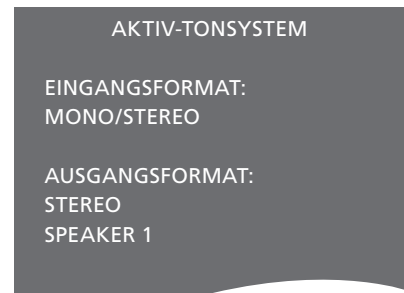 AKTIV-TONSYSTEM
EINGANGSFORMAT:
MONO/STEREO
AUSGANGSFORMAT:
STEREO
SPEAKER 1